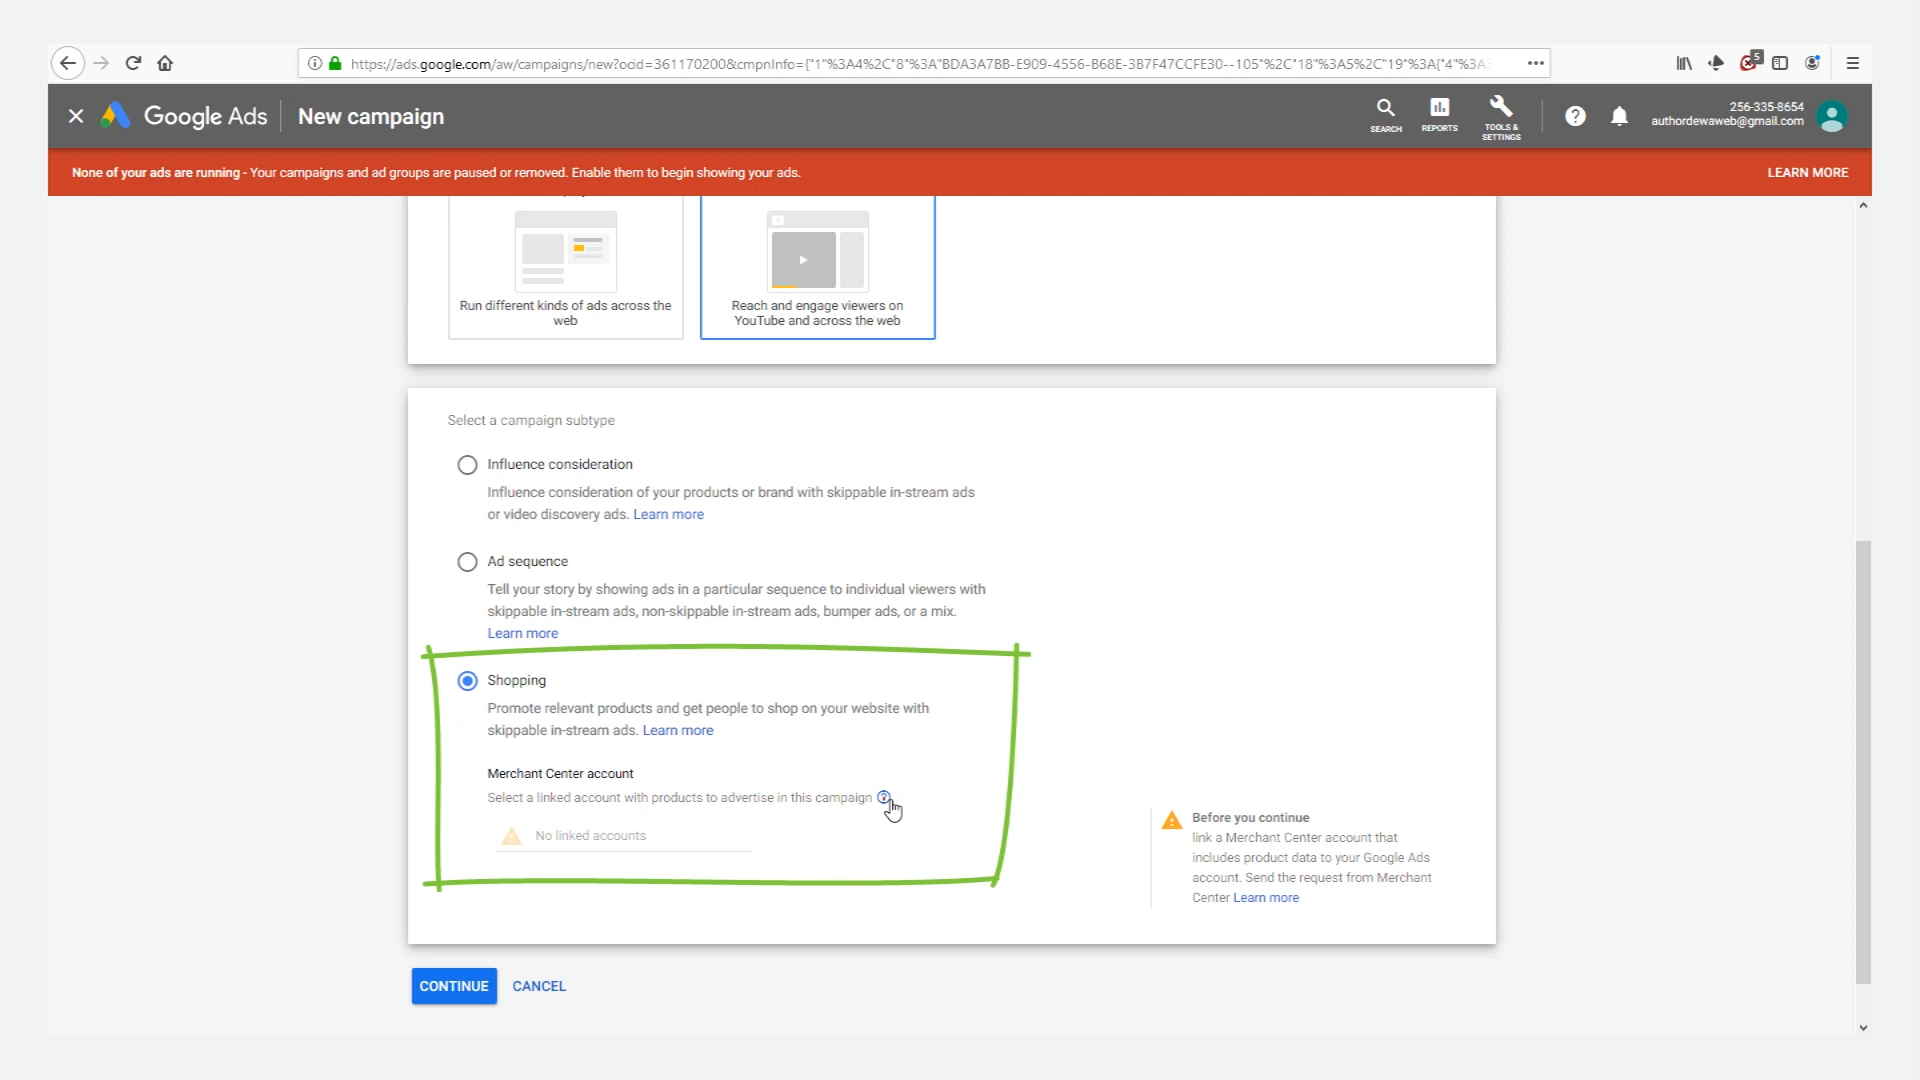 https://ads.google.com/aw/campaigns/new?ocid=361170200&cmpnInfo={"1"%3A4%2C"8"%3A"BDA3A7BB-E909-4556-B68E-3B7F47CCFE30--105"%2C"18"%3A5%2C"19"%3A{"4"%3A3
5
Google Ads New campaign
SEARCH
REPORTS
TOOLS & SETTINGS
256-335-8654
authordewaweb@gmail.com
None of your ads are running - Your campaigns and ad groups are paused or removed. Enable them to begin showing your ads.
LEARN MORE
Run different kinds of ads across the
web
Reach and engage viewers on
YouTube and across the web
Select a campaign subtype
Influence consideration
Influence consideration of your products or brand with skippable in-stream ads
or video discovery ads. Learn more
Ad sequence
Tell your story by showing ads in a particular sequence to individual viewers with
skippable in-stream ads, non-skippable in-stream ads, bumper ads, or a mix.
Learn more
Shopping
Promote relevant products and get people to shop on your website with
skippable in-stream ads. Learn more
Merchant Center account
Select a linked account with products to advertise in this campaign
No linked accounts
Before you continue
link a Merchant Center account that
includes product data to your Google Ads
account. Send the request from Merchant
Center Learn more
CONTINUE
CANCEL